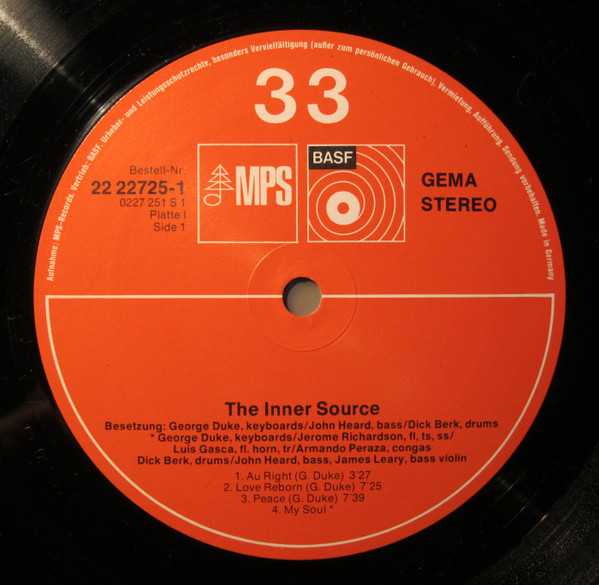 Aufnahme: MPS-Records. Vertrieb: BASF. Urheber- und Leistungsschutzrechte, besonders Vervielfältigung (außer zum persönlichen Gebrauch), Vermietung, Aufführung, Sendung vorbehalten. Made in Germany
33
Bestell-Nr.
22 22725-1
0227 251 S 1
Platte I
Side 1
MPS
BASF
GEMA
STEREO
The Inner Source
Besetzung: George Duke, keyboards/John Heard, bass/Dick Berk, drums
* George Duke, keyboards/Jerome Richardson, fl, ts, ss/
Luis Gasca, fl. horn, tr/Armando Peraza, congas
Dick Berk, drums/John Heard, bass, James Leary, bass violin
1. Au Right (G. Duke) 3'27
2. Love Reborn (G. Duke) 7'25
3. Peace (G. Duke) 7'39
4. My Soul *